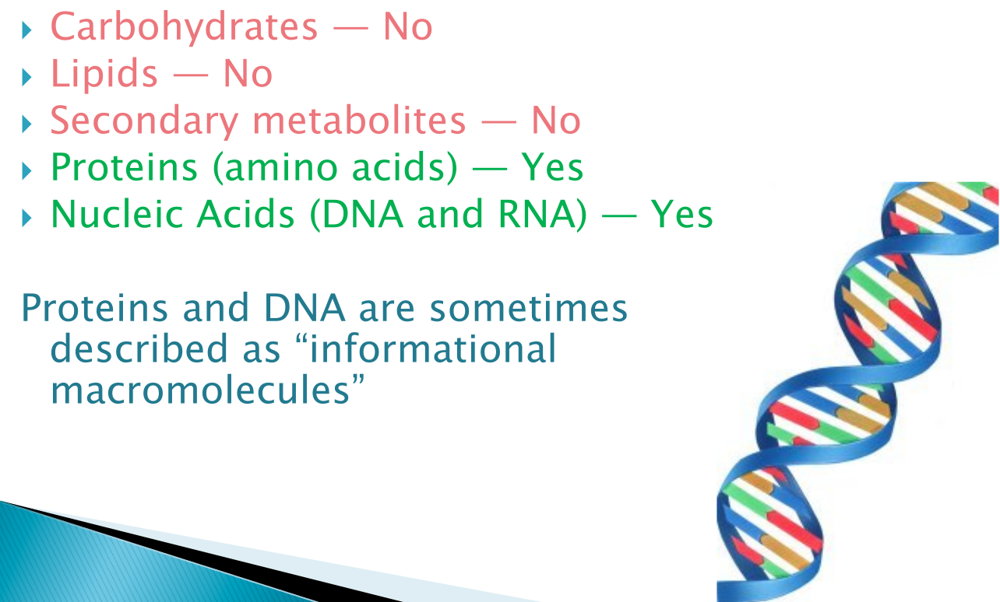 Carbohydrates — No
Lipids — No
Secondary metabolites — No
Proteins (amino acids) — Yes
Nucleic Acids (DNA and RNA) — Yes
Proteins and DNA are sometimes
described as “informational
macromolecules”